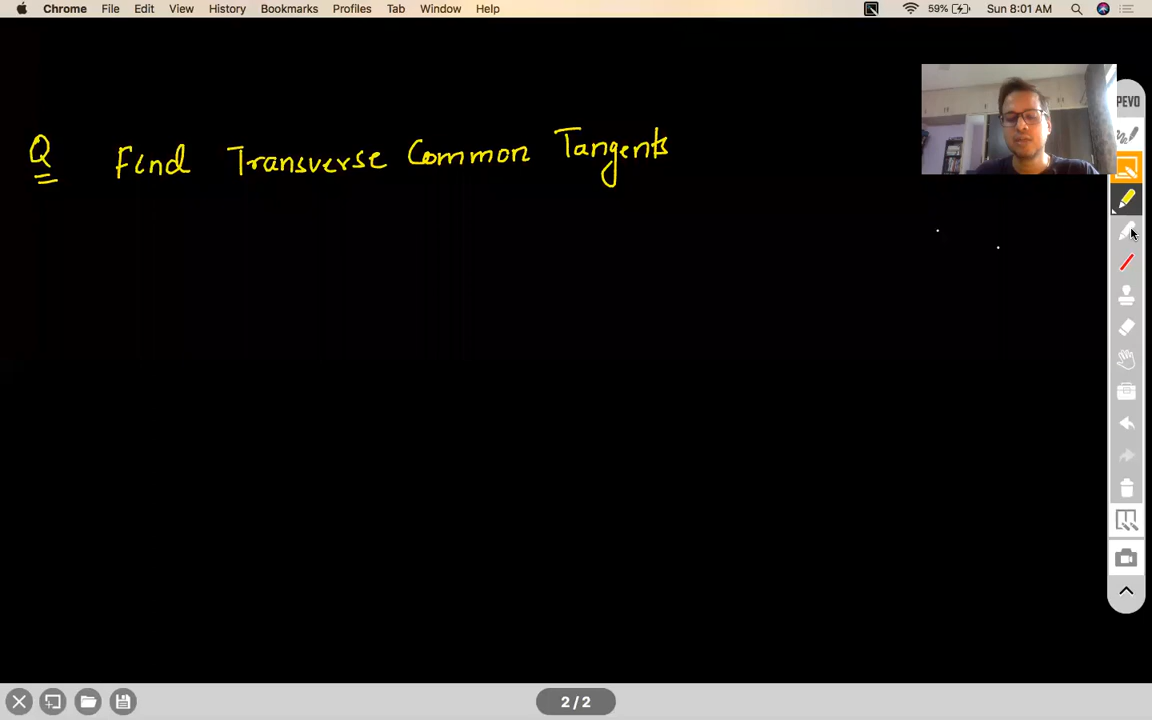 Chrome File Edit View History Bookmarks Profiles Tab Window Help 59% Sun 8:01 AM
PEVO
Q Find Transverse Common Tangents
2 / 2